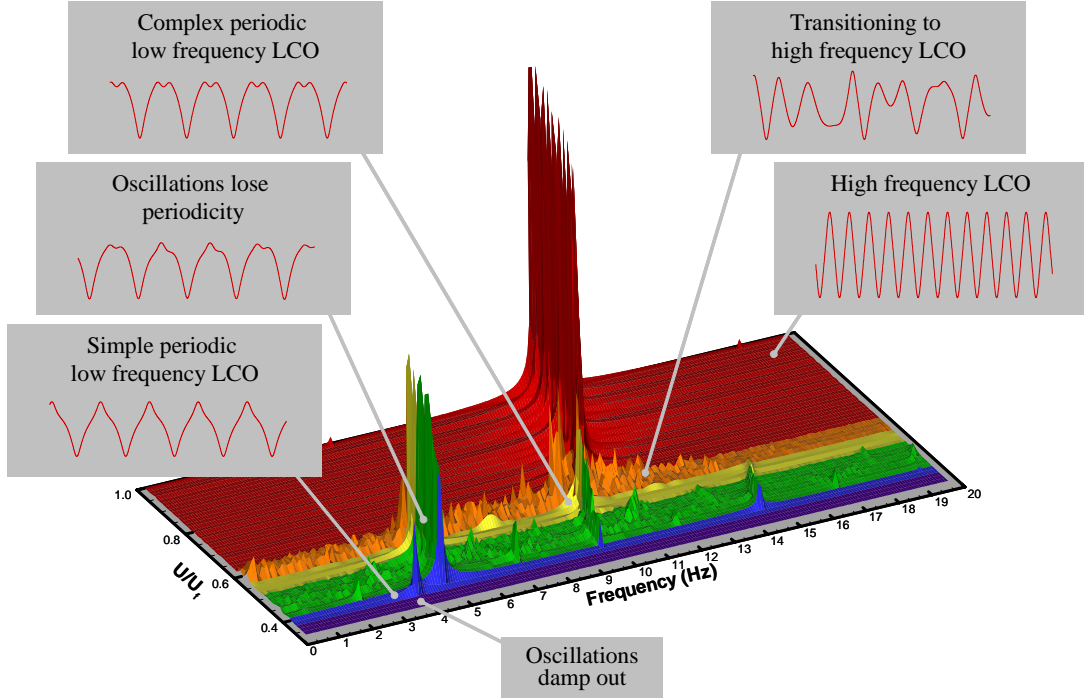 Complex periodic
low frequency LCO
Transitioning to
high frequency LCO
Oscillations lose
periodicity
High frequency LCO
Simple periodic
low frequency LCO
1.0
0.8
0.6
0.4
U/Uf
0
1
2
3
4
5
6
7
8
9
10
11
12
13
14
15
16
17
18
19
20
Frequency (Hz)
Oscillations
damp out